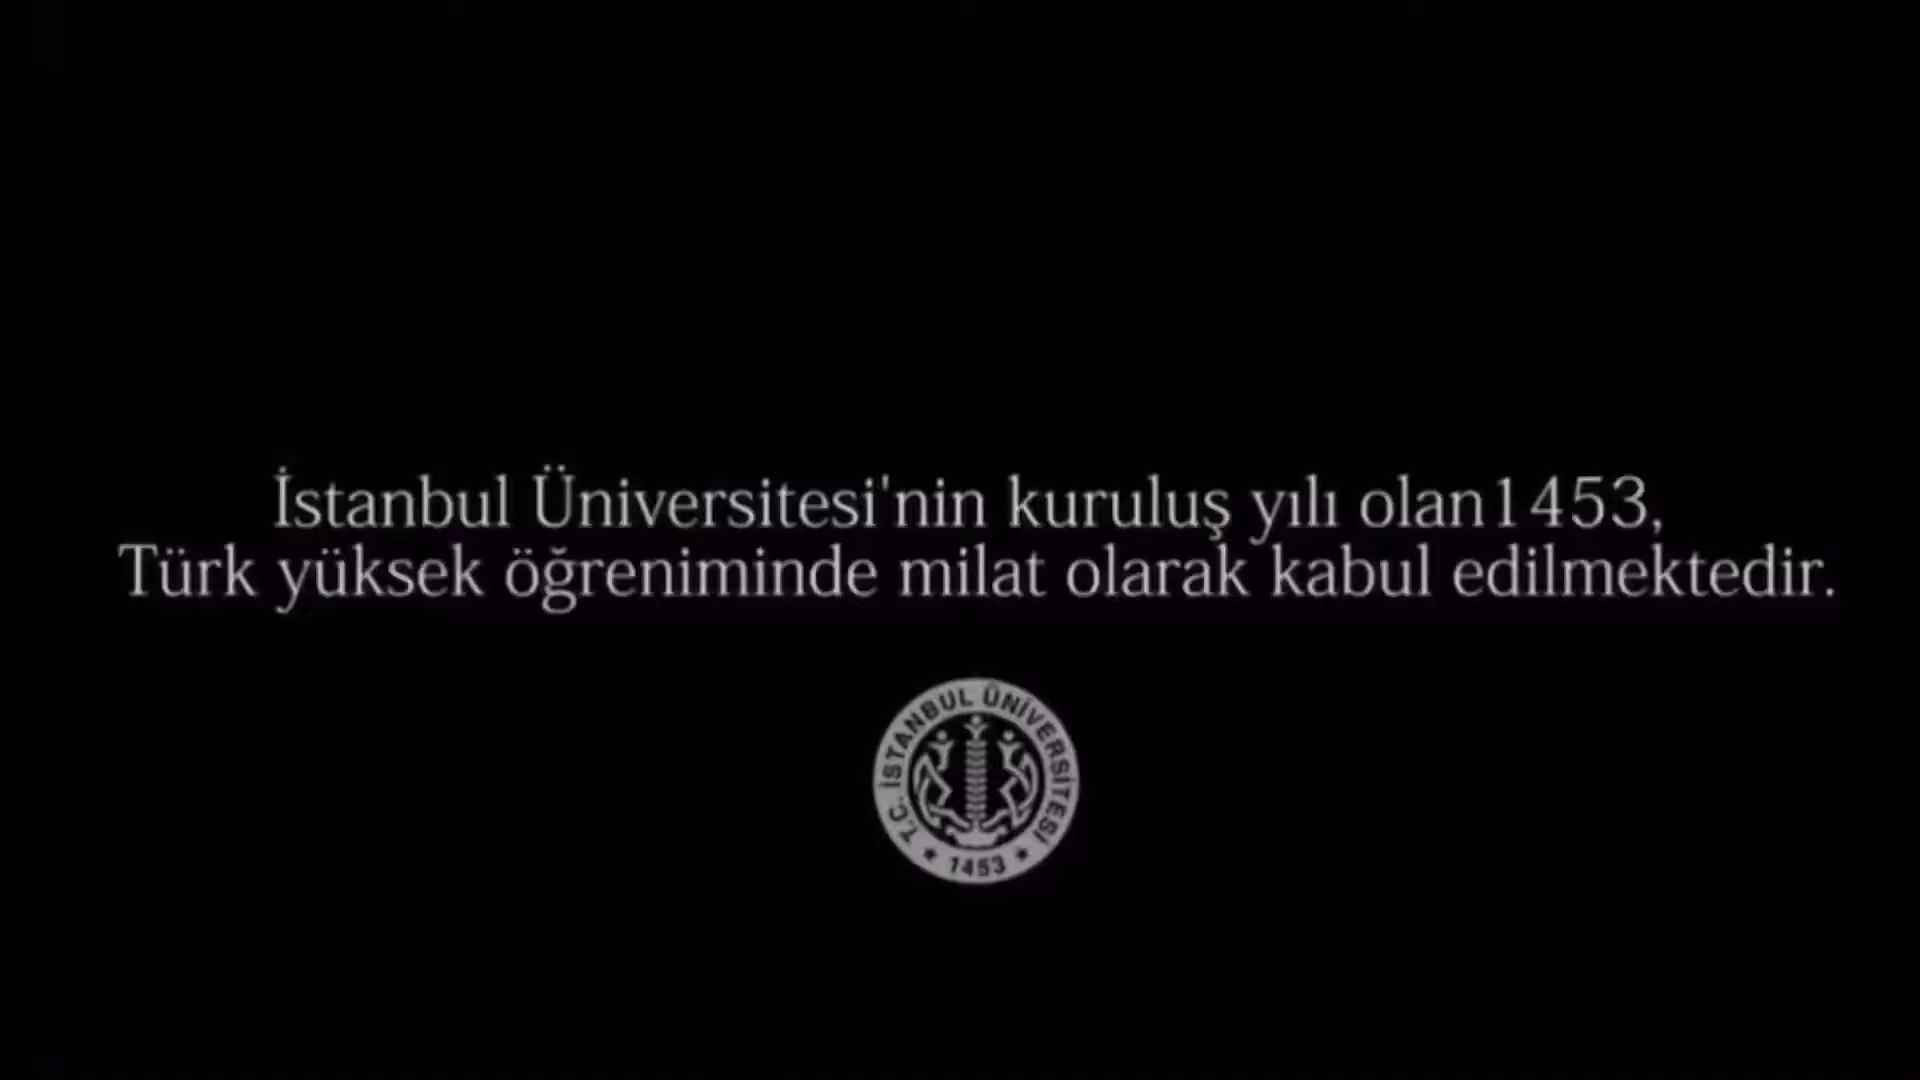 İstanbul Üniversitesi'nin kuruluş yılı olan1453,
Türk yüksek öğreniminde milat olarak kabul edilmektedir.
T.C. İSTANBUL ÜNİVERSİTESİ
★ 1453 ★